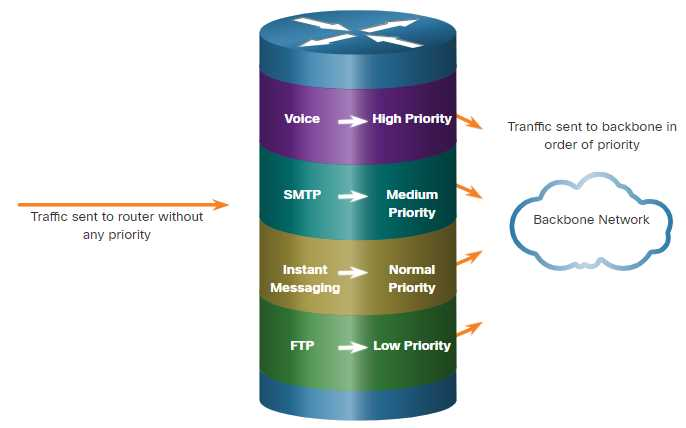 Traffic sent to router without
any priority
Voice
High Priority
SMTP
Medium
Priority
Instant
Messaging
Normal
Priority
FTP
Low Priority
Tranffic sent to backbone in
order of priority
Backbone Network